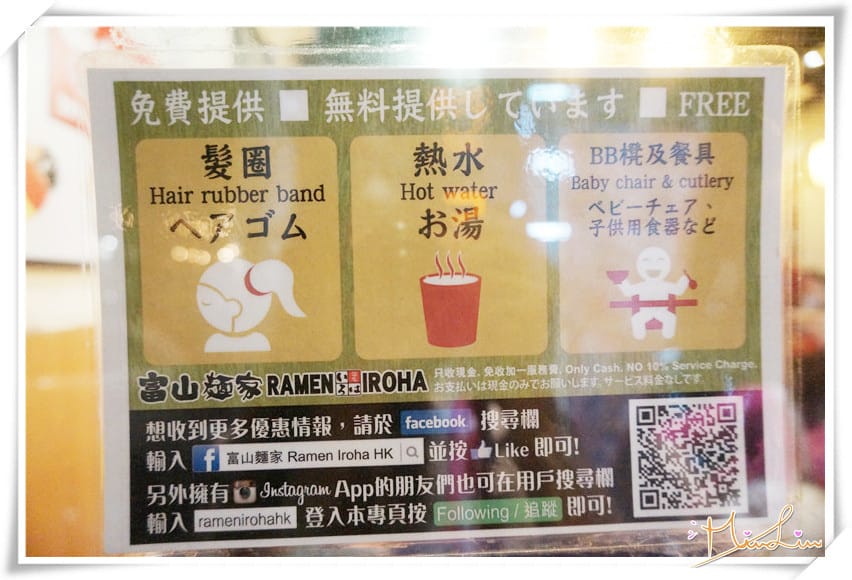 免費提供 ■ 無料提供しています ■ FREE
髮圈
Hair rubber band
ヘアゴム
熱水
Hot water
お湯
BB櫈及餐具
Baby chair & cutlery
ベビーチェア、
子供用食器など
富山麵家 RAMEN いろは IROHA
只收現金. 免收加一服務費. Only Cash. NO 10% Service Charge.
お支払いは現金のみでお願いします. サービス料金なしです.
想收到更多優惠情報，請於 facebook 搜尋欄
輸入 f 富山麵家 Ramen Iroha HK 並按 Like 即可!
另外擁有 Instagram App的朋友們也可在用戶搜尋欄
輸入 ramenirohahk 登入本專頁按 Following / 追蹤 即可!